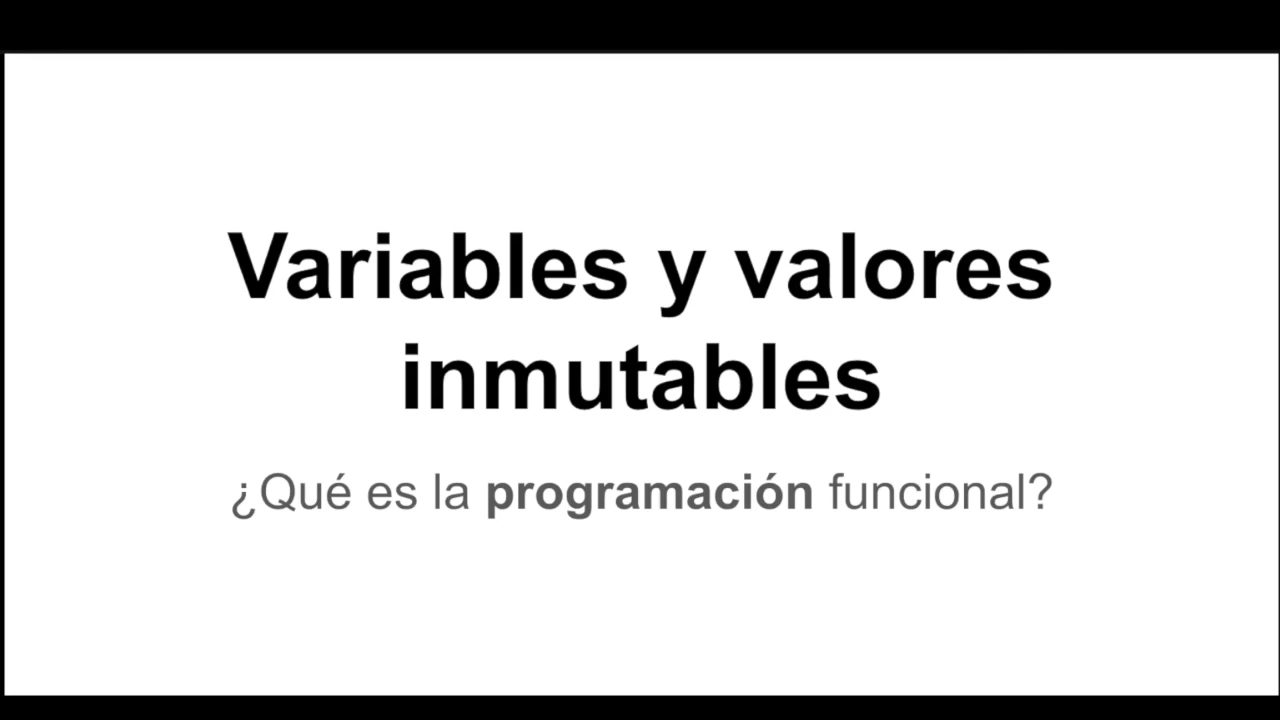 Variables y valores
inmutables
¿Qué es la programación funcional?